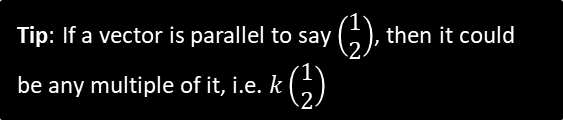 Tip: If a vector is parallel to say (1 2), then it could
be any multiple of it, i.e. k (1 2)